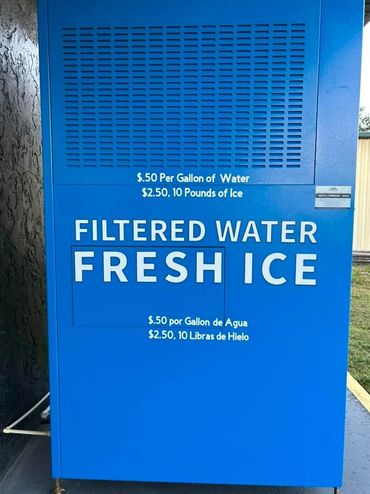 $.50 Per Gallon of Water
$2.50, 10 Pounds of Ice
FILTERED WATER
FRESH ICE
$.50 por Gallon de Agua
$2.50, 10 Libras de Hielo